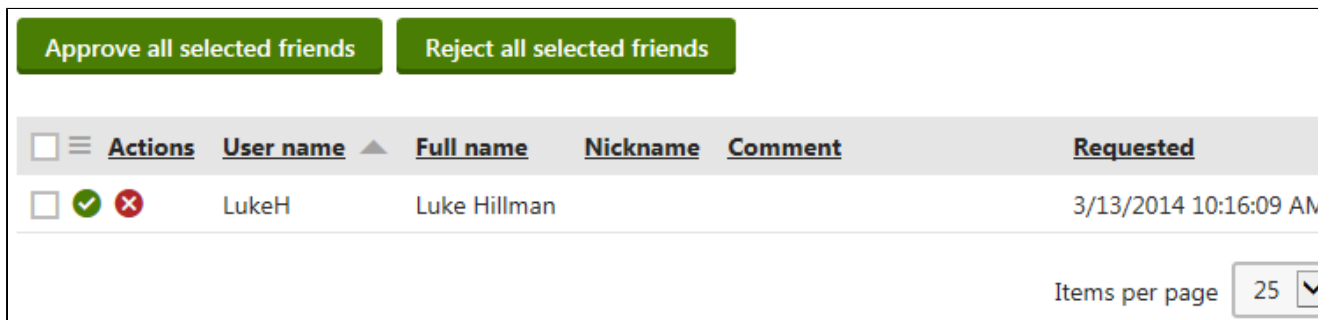 Approve all selected friends Reject all selected friends
Actions User name Full name Nickname Comment Requested
LukeH Luke Hillman 3/13/2014 10:16:09 AM
Items per page 25